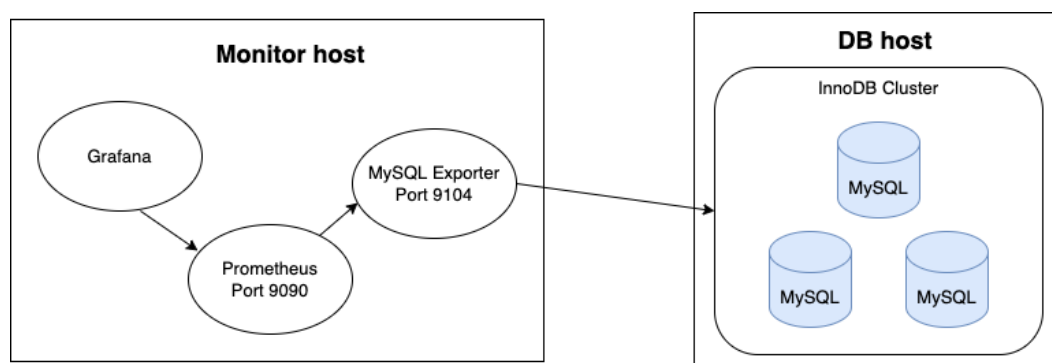 Monitor host
Grafana
Prometheus
Port 9090
MySQL Exporter
Port 9104
DB host
InnoDB Cluster
MySQL
MySQL
MySQL